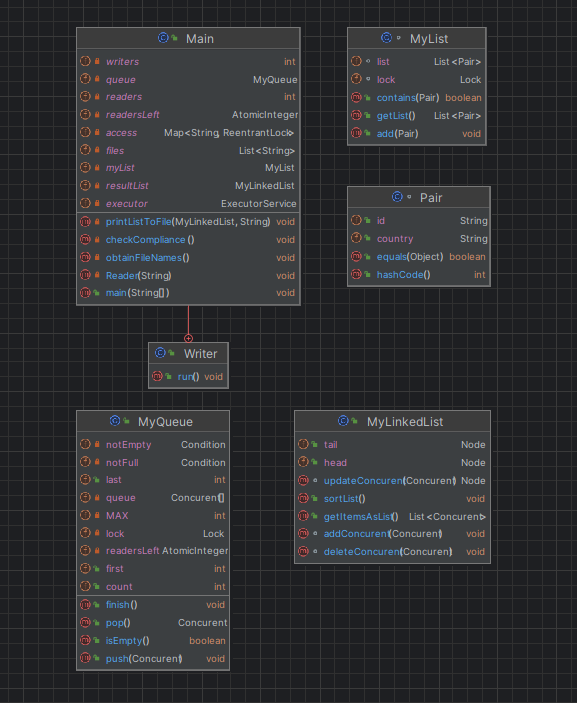 Main
writers int
queue MyQueue
readers int
readersLeft AtomicInteger
access Map<String, ReentrantLock>
files List<String>
myList MyList
resultList MyLinkedList
executor ExecutorService
printListToFile(MyLinkedList, String) void
checkCompliance() void
obtainFileNames() void
Reader(String) void
main(String[]) void
MyList
list List<Pair>
lock Lock
contains(Pair) boolean
getList() List<Pair>
add(Pair) void
Pair
id String
country String
equals(Object) boolean
hashCode() int
Writer
run() void
MyQueue
notEmpty Condition
notFull Condition
last int
queue Concurent[]
MAX int
lock Lock
readersLeft AtomicInteger
first int
count int
finish() void
pop() Concurent
isEmpty() boolean
push(Concurent) void
MyLinkedList
tail Node
head Node
updateConcuren(Concurent) Node
sortList() void
getItemsAsList() List<Concurent>
addConcurent(Concurent) void
deleteConcuren(Concurent) void